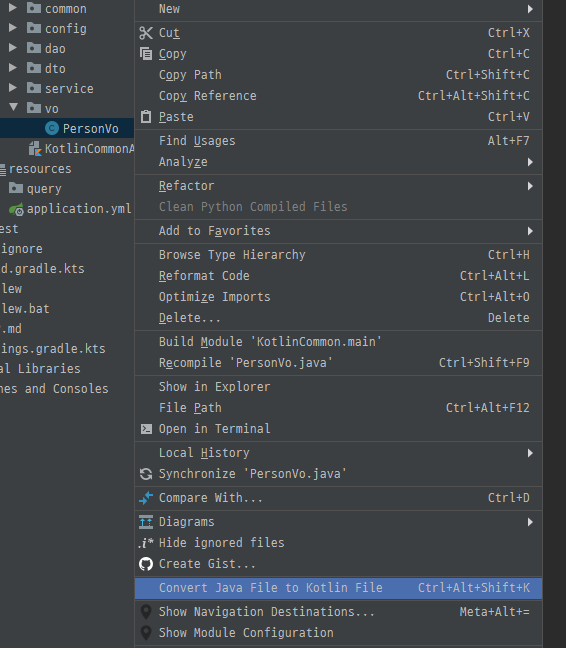 common
config
dao
dto
service
vo
PersonVo
KotlinCommonA
resources
query
application.yml
est
ignore
d.gradle.kts
lew
lew.bat
.md
ings.gradle.kts
al Libraries
hes and Consoles
New
Cut Ctrl+X
Copy Ctrl+C
Copy Path Ctrl+Shift+C
Copy Reference Ctrl+Alt+Shift+C
Paste Ctrl+V
Find Usages Alt+F7
Analyze
Refactor
Clean Python Compiled Files
Add to Favorites
Browse Type Hierarchy Ctrl+H
Reformat Code Ctrl+Alt+L
Optimize Imports Ctrl+Alt+O
Delete... Delete
Build Module 'KotlinCommon.main'
Recompile 'PersonVo.java' Ctrl+Shift+F9
Show in Explorer
File Path Ctrl+Alt+F12
Open in Terminal
Local History
Synchronize 'PersonVo.java'
Compare With... Ctrl+D
Diagrams
.i* Hide ignored files
Create Gist...
Convert Java File to Kotlin File Ctrl+Alt+Shift+K
Show Navigation Destinations... Meta+Alt+=
Show Module Configuration